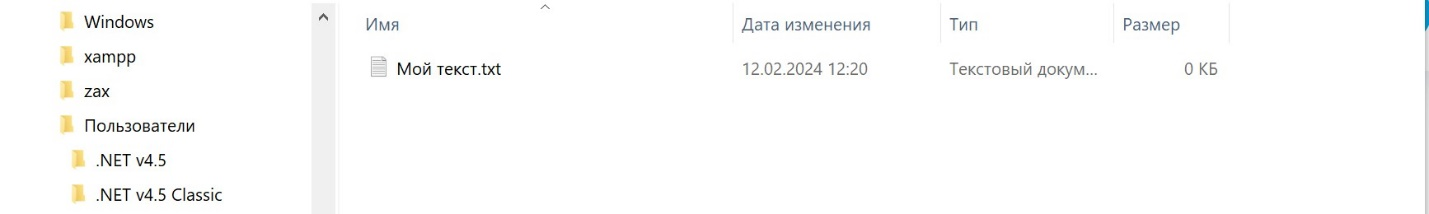 Windows
xampp
zax
Пользователи
.NET v4.5
.NET v4.5 Classic
Имя Дата изменения Тип Размер
Мой текст.txt 12.02.2024 12:20 Текстовый докум... 0 КБ